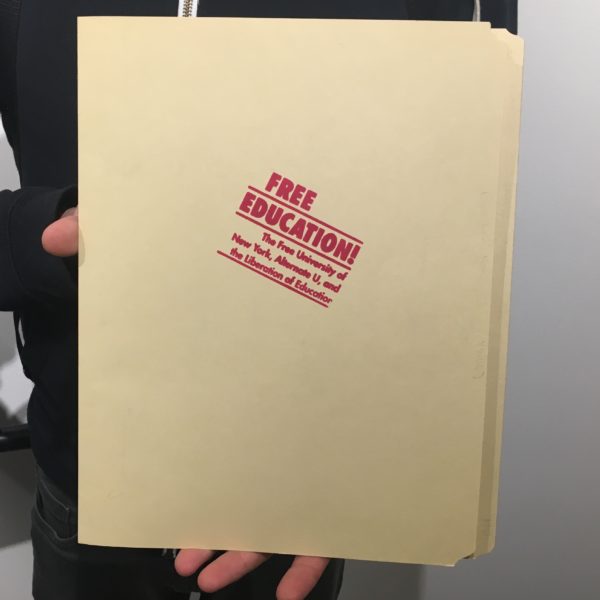 FREE
EDUCATION!
The Free University of
New York, Alternate U, and
the Liberation of Education